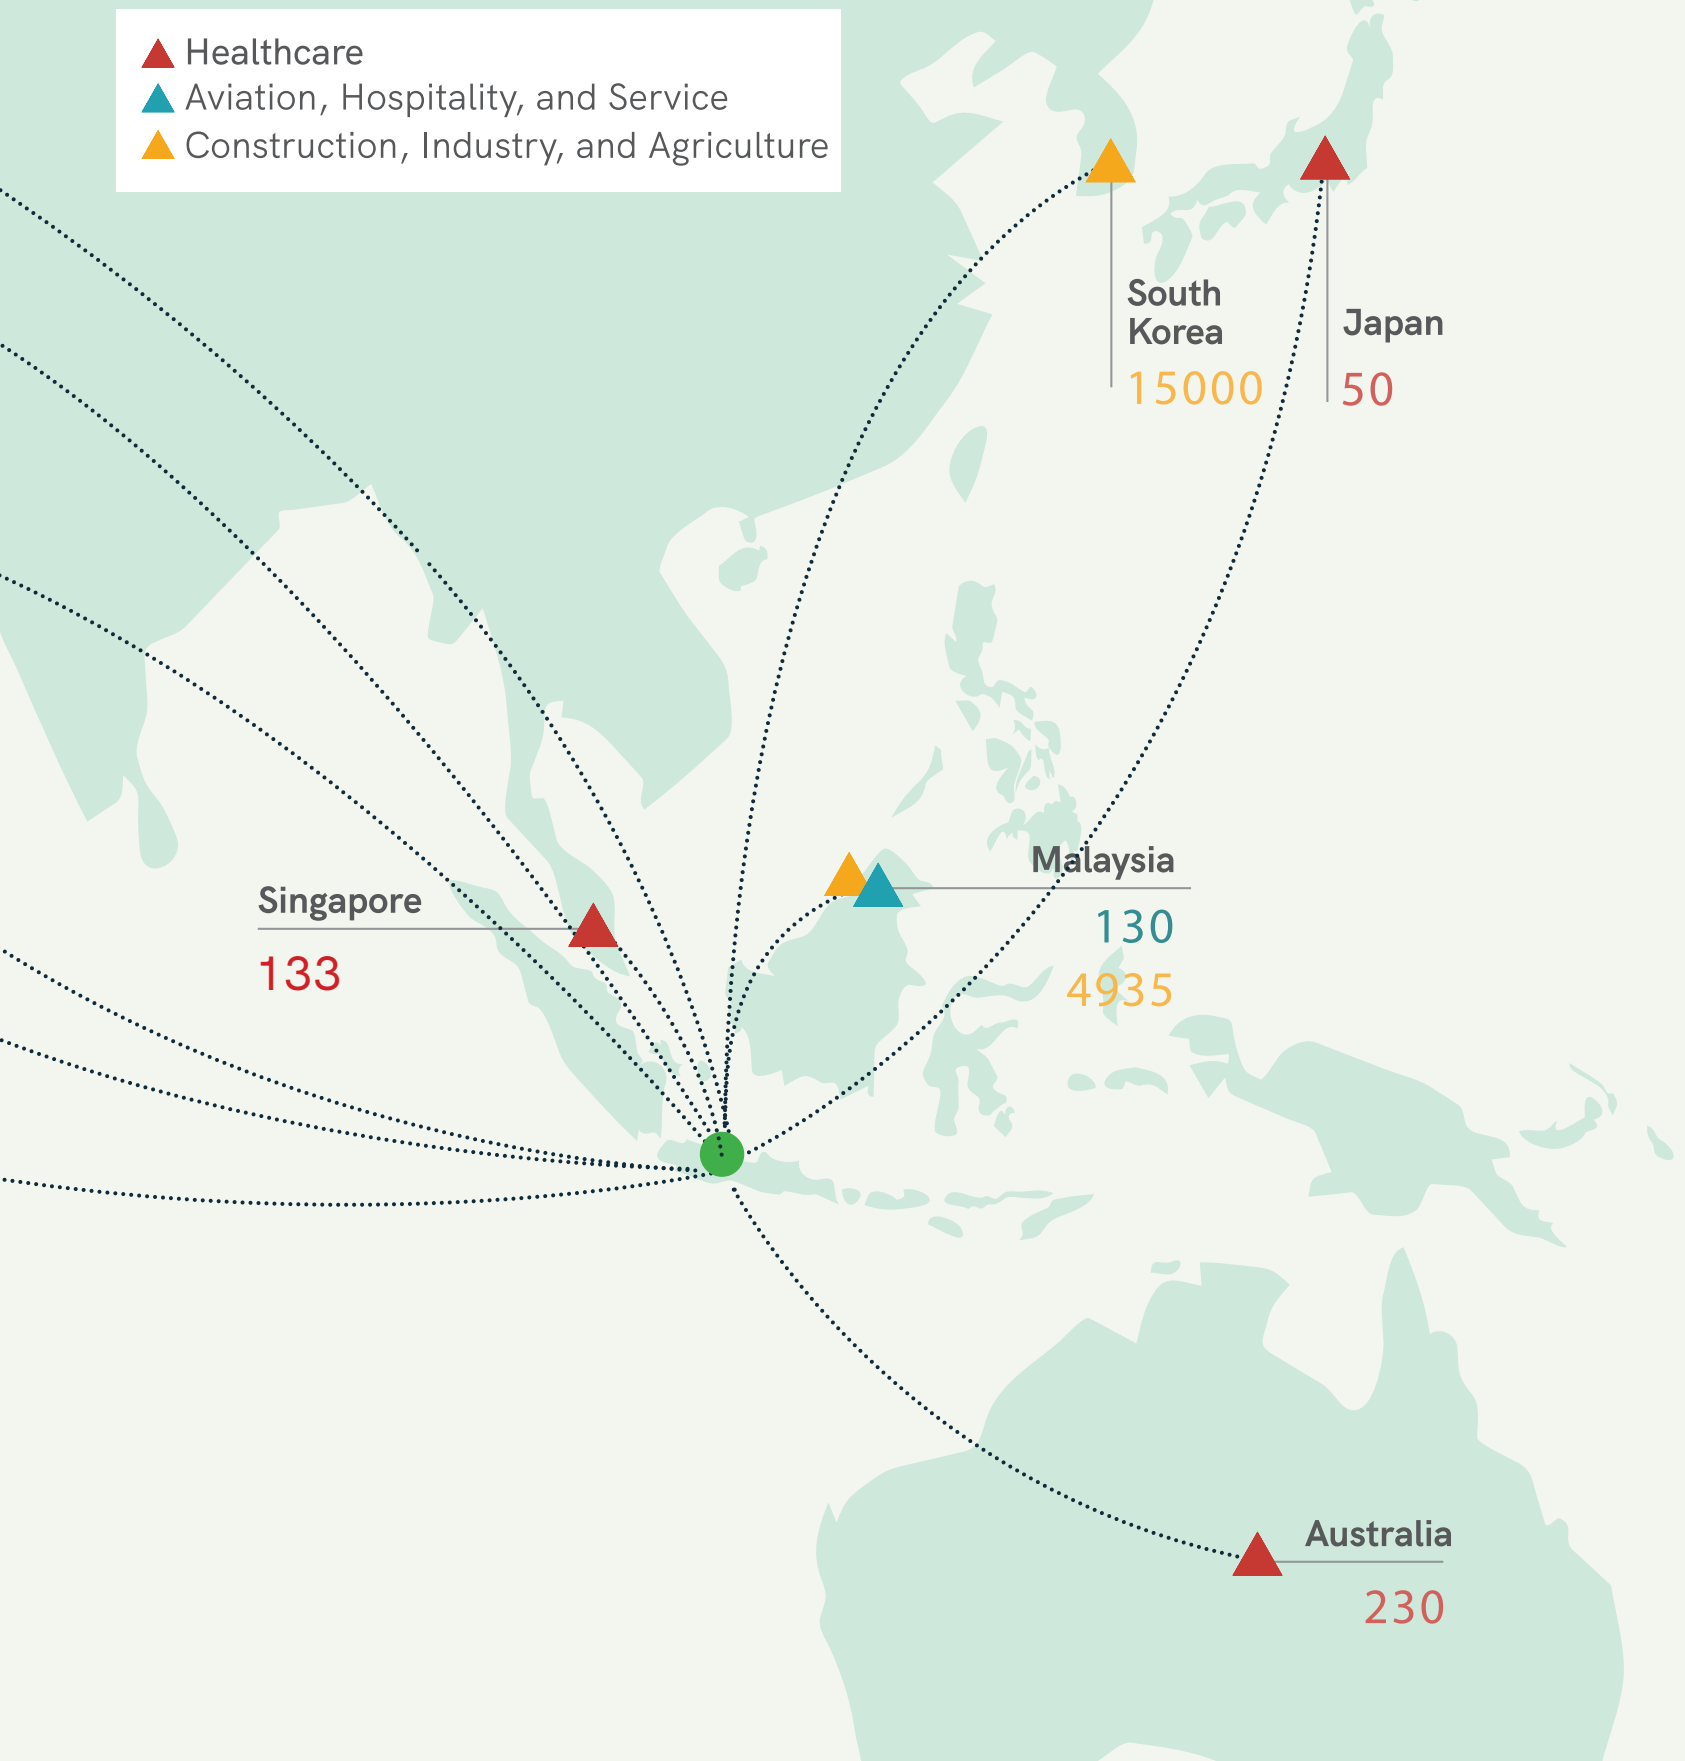 Healthcare
Aviation, Hospitality, and Service
Construction, Industry, and Agriculture
South
Korea
15000
Japan
50
Malaysia
130
4935
Singapore
133
Australia
230